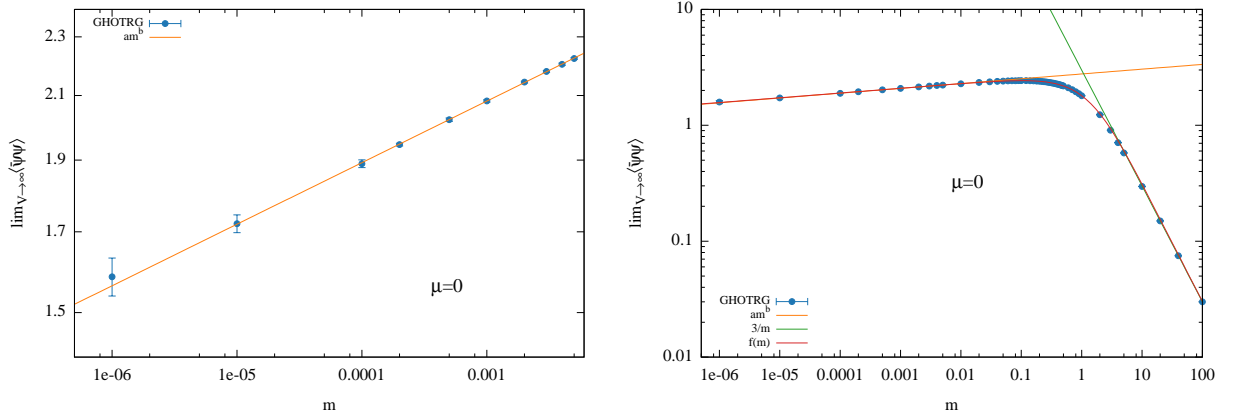 GHOTRG
am^b
2.3
2.1
1.9
1.7
1.5
lim_{V→∞}⟨ψ̄ψ⟩
μ=0
1e-06
1e-05
0.0001
0.001
m
10
1
0.1
0.01
lim_{V→∞}⟨ψ̄ψ⟩
μ=0
GHOTRG
am^b
3/m
f(m)
1e-06
1e-05
0.0001
0.001
0.01
0.1
1
10
100
m